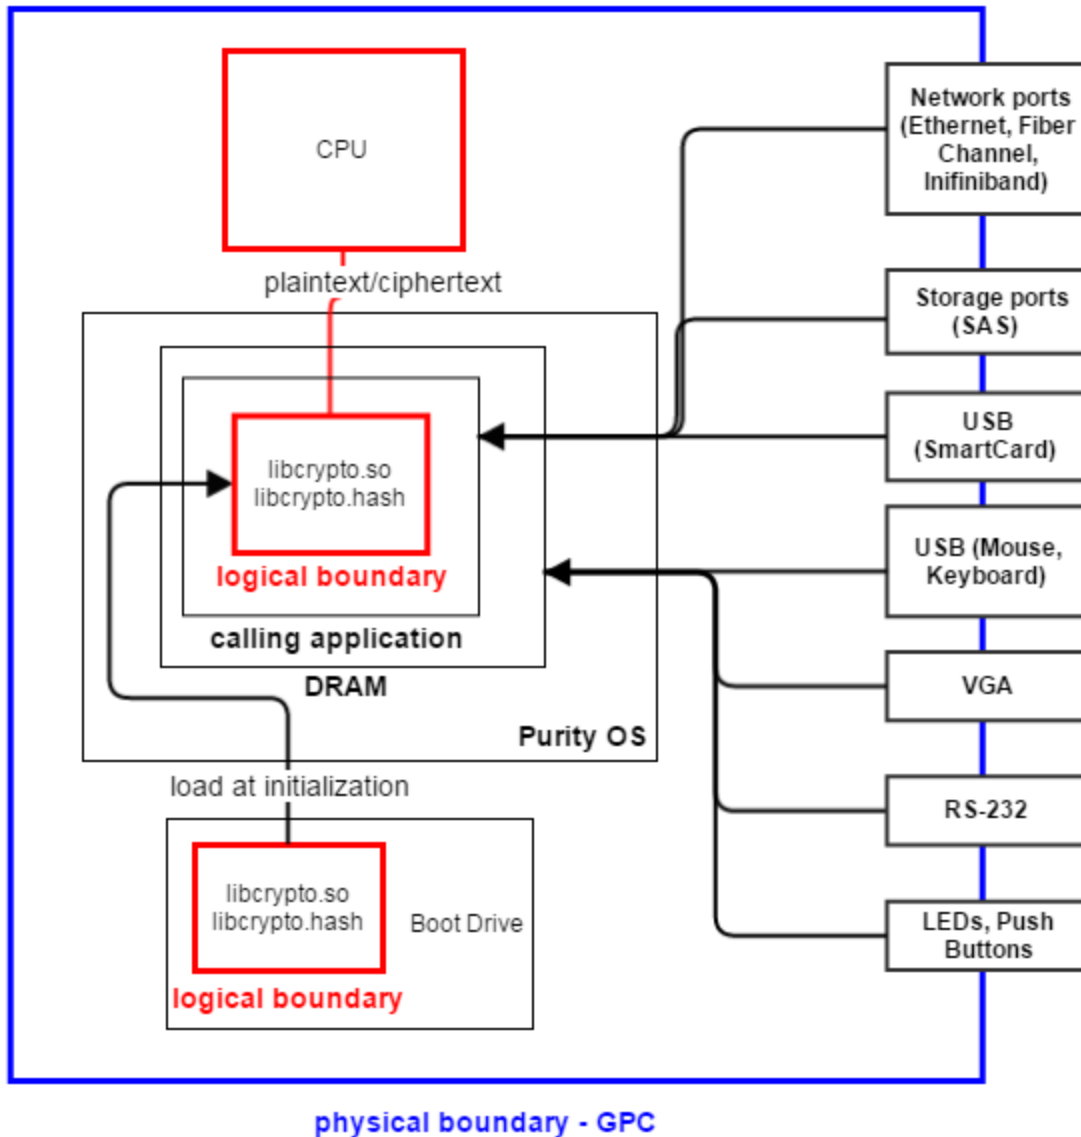 CPU
plaintext/ciphertext
libcrypto.so
libcrypto.hash
logical boundary
calling application
DRAM
Purity OS
load at initialization
libcrypto.so
libcrypto.hash
Boot Drive
logical boundary
Network ports
(Ethernet, Fiber
Channel,
Inifiniband)
Storage ports
(SAS)
USB
(SmartCard)
USB (Mouse,
Keyboard)
VGA
RS-232
LEDs, Push
Buttons
physical boundary - GPC